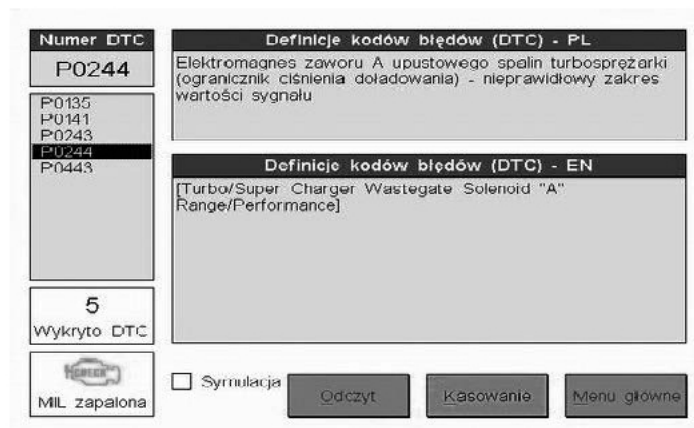 Numer DTC
P0244
P0135
P0141
P0243
P0244
P0443
5
Wykryto DTC
CHECK
MIL zapalona
Definicje kodów błędów (DTC) - PL
Elektromagnes zaworu A upustowego spalin turbosprężarki
(ogranicznik ciśnienia doładowania) - nieprawidłowy zakres
wartości sygnału
Definicje kodów błędów (DTC) - EN
[Turbo/Super Charger Wastegate Solenoid "A"
Range/Performance]
Symulacja
Odczyt
Kasowanie
Menu główne